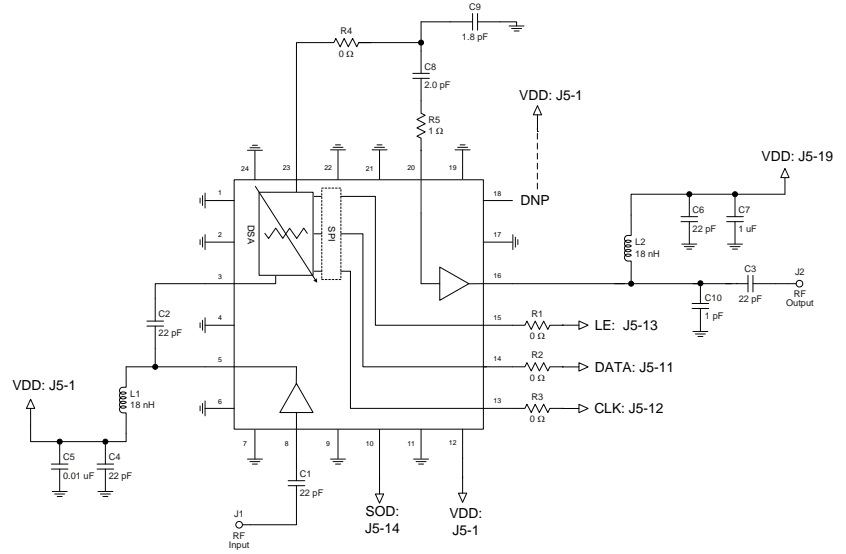 C9
1.8 pF
R4
0 Ω
C8
2.0 pF
R5
1 Ω
VDD: J5-1
24
23
22
21
20
19
VDD: J5-19
1
2
3
4
5
6
DSA
SPI
18
DNP
17
16
15
14
13
C6
22 pF
C7
1 uF
L2
18 nH
C3
22 pF
J2
RF
Output
C10
1 pF
C2
22 pF
R1
0 Ω
LE: J5-13
R2
0 Ω
DATA: J5-11
R3
0 Ω
CLK: J5-12
VDD: J5-1
L1
18 nH
C5
0.01 uF
C4
22 pF
7
8
9
10
11
12
C1
22 pF
J1
RF
Input
SOD:
J5-14
VDD:
J5-1